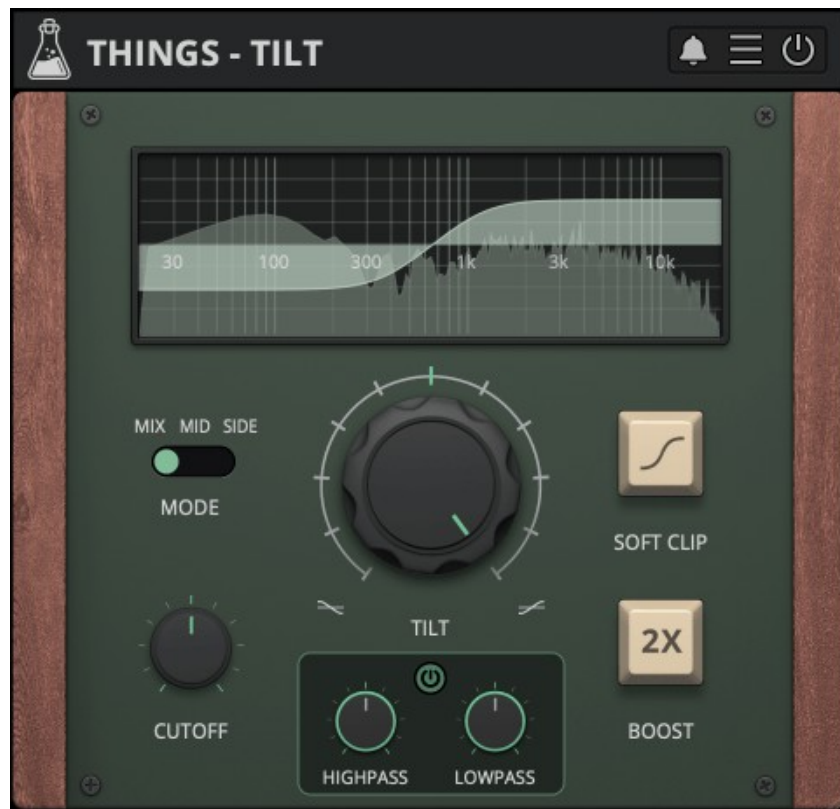 THINGS - TILT
30 100 300 1k 3k 10k
MIX MID SIDE
MODE
SOFT CLIP
TILT
2X
CUTOFF
BOOST
HIGHPASS LOWPASS